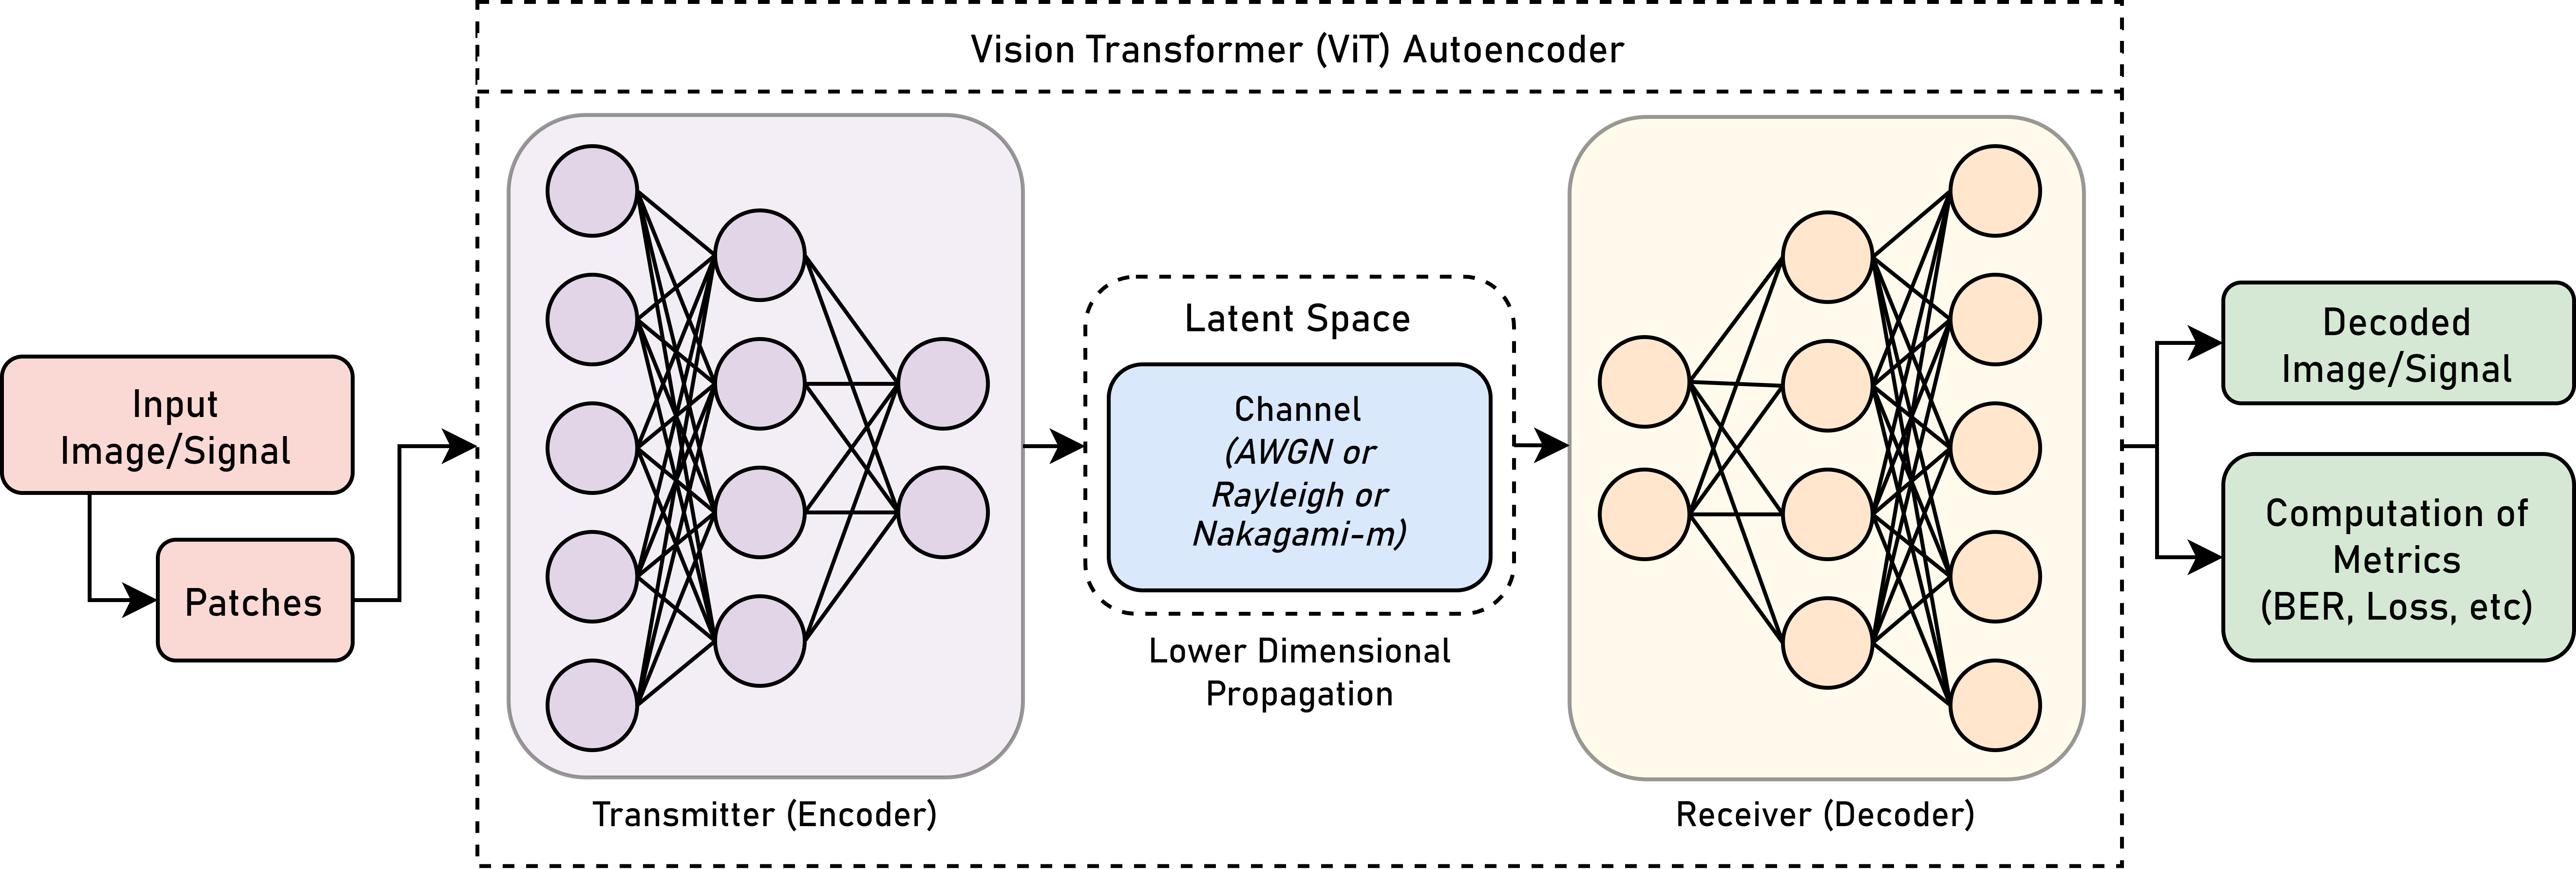 Vision Transformer (ViT) Autoencoder
Input
Image/Signal
Patches
Transmitter (Encoder)
Latent Space
Channel
(AWGN or
Rayleigh or
Nakagami-m)
Lower Dimensional
Propagation
Receiver (Decoder)
Decoded
Image/Signal
Computation of
Metrics
(BER, Loss, etc)